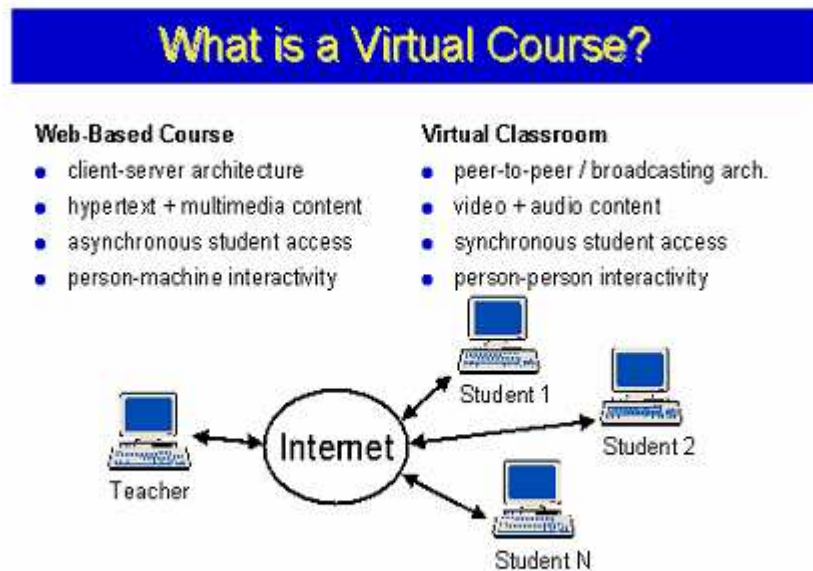 What is a Virtual Course?
Web-Based Course
client-server architecture
hypertext + multimedia content
asynchronous student access
person-machine interactivity
Virtual Classroom
peer-to-peer / broadcasting arch.
video + audio content
synchronous student access
person-person interactivity
Student 1
Student 2
Internet
Teacher
Student N